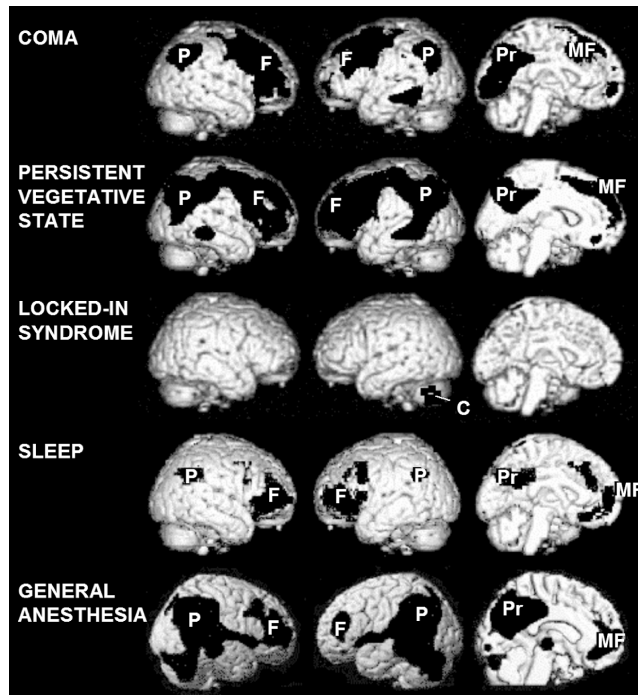 COMA
P F F P Pr MF
PERSISTENT
VEGETATIVE
STATE
P F F P Pr MF
LOCKED-IN
SYNDROME
C
SLEEP
P F F P Pr MF
GENERAL
ANESTHESIA
P F F P Pr MF